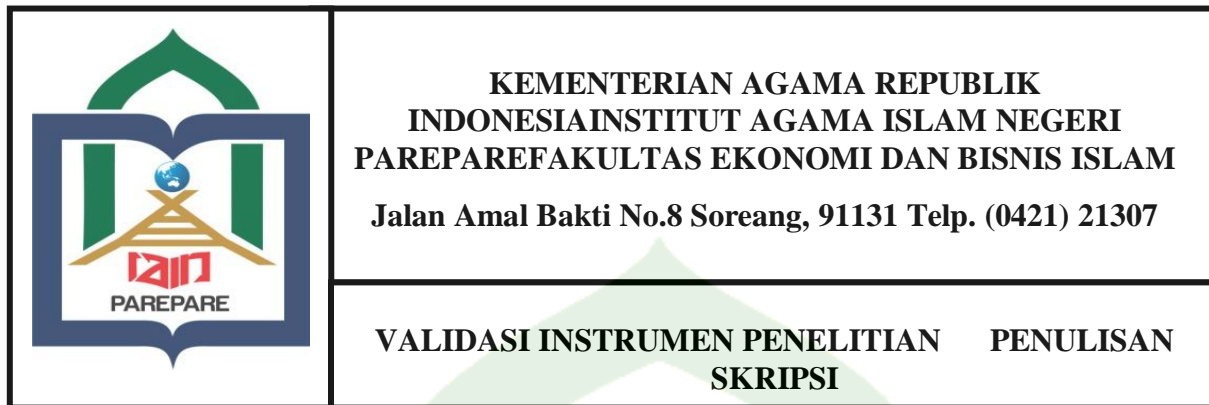 iain
PAREPARE
KEMENTERIAN AGAMA REPUBLIK
INDONESIAINSTITUT AGAMA ISLAM NEGERI
PAREPAREFAKULTAS EKONOMI DAN BISNIS ISLAM
Jalan Amal Bakti No.8 Soreang, 91131 Telp. (0421) 21307
VALIDASI INSTRUMEN PENELITIAN PENULISAN
SKRIPSI